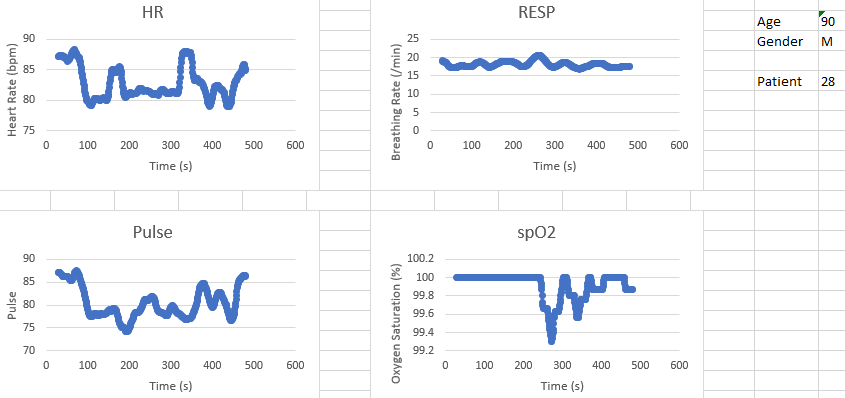 HR
90
85
80
75
Heart Rate (bpm)
0 100 200 300 400 500 600
Time (s)
RESP
25
20
15
10
5
0
Breathing Rate (/min)
0 100 200 300 400 500 600
Time (s)
Age 90
Gender M
Patient 28
Pulse
90
85
80
75
70
Pulse
0 100 200 300 400 500 600
Time (s)
spO2
100.2
100
99.8
99.6
99.4
99.2
Oxygen Saturation (%)
0 100 200 300 400 500 600
Time (s)